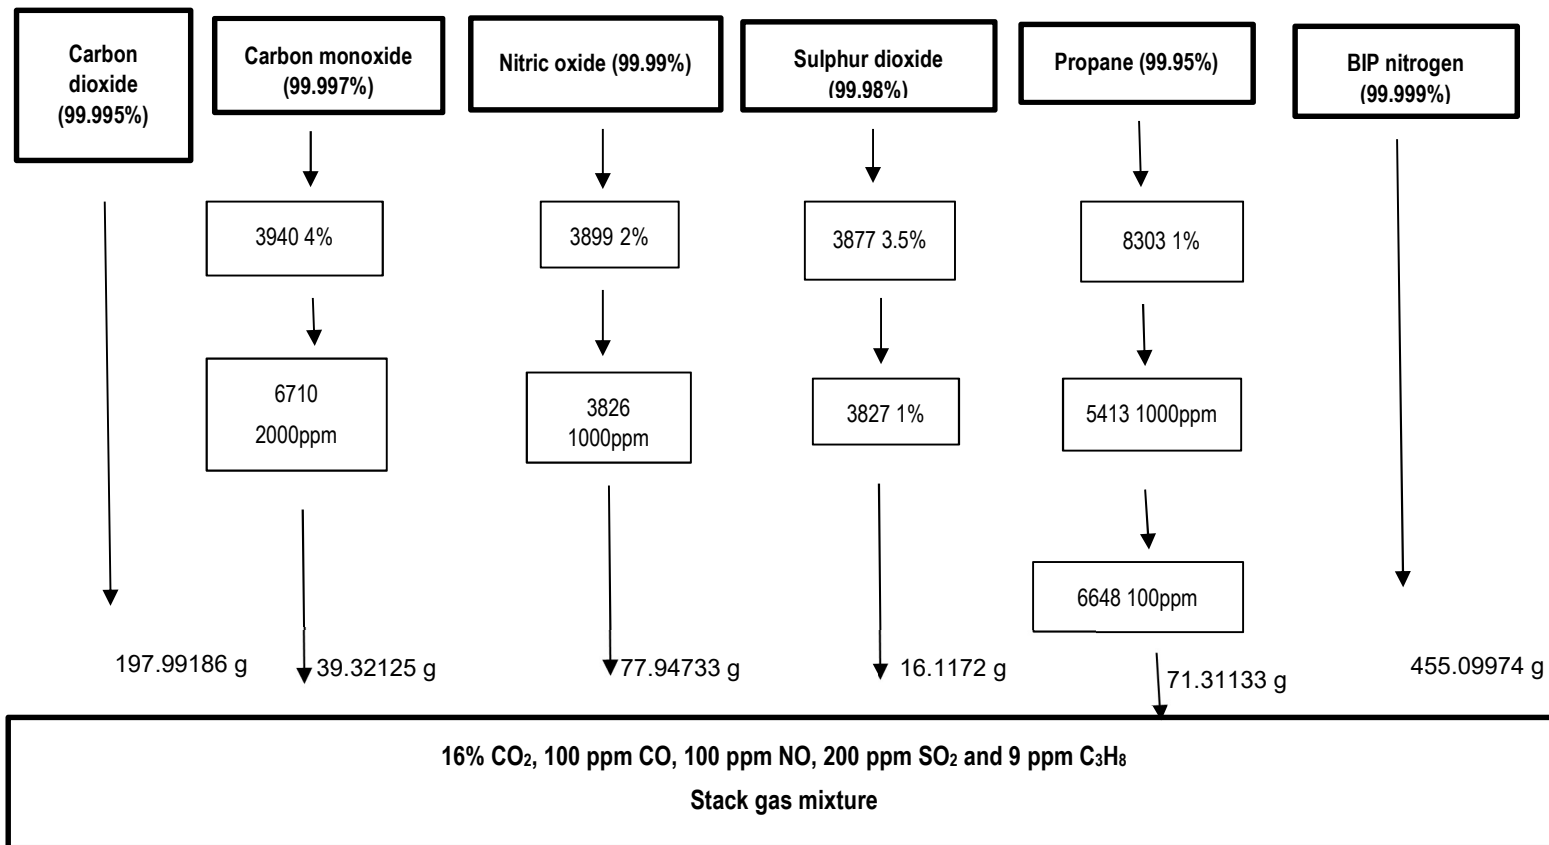 Carbon
dioxide
(99.995%)
Carbon monoxide
(99.997%)
Nitric oxide (99.99%)
Sulphur dioxide
(99.98%)
Propane (99.95%)
BIP nitrogen
(99.999%)
3940 4%
3899 2%
3877 3.5%
8303 1%
6710
2000ppm
3826
1000ppm
3827 1%
5413 1000ppm
6648 100ppm
197.99186 g
39.32125 g
77.94733 g
16.1172 g
71.31133 g
455.09974 g
16% CO₂, 100 ppm CO, 100 ppm NO, 200 ppm SO₂ and 9 ppm C₃H₈
Stack gas mixture